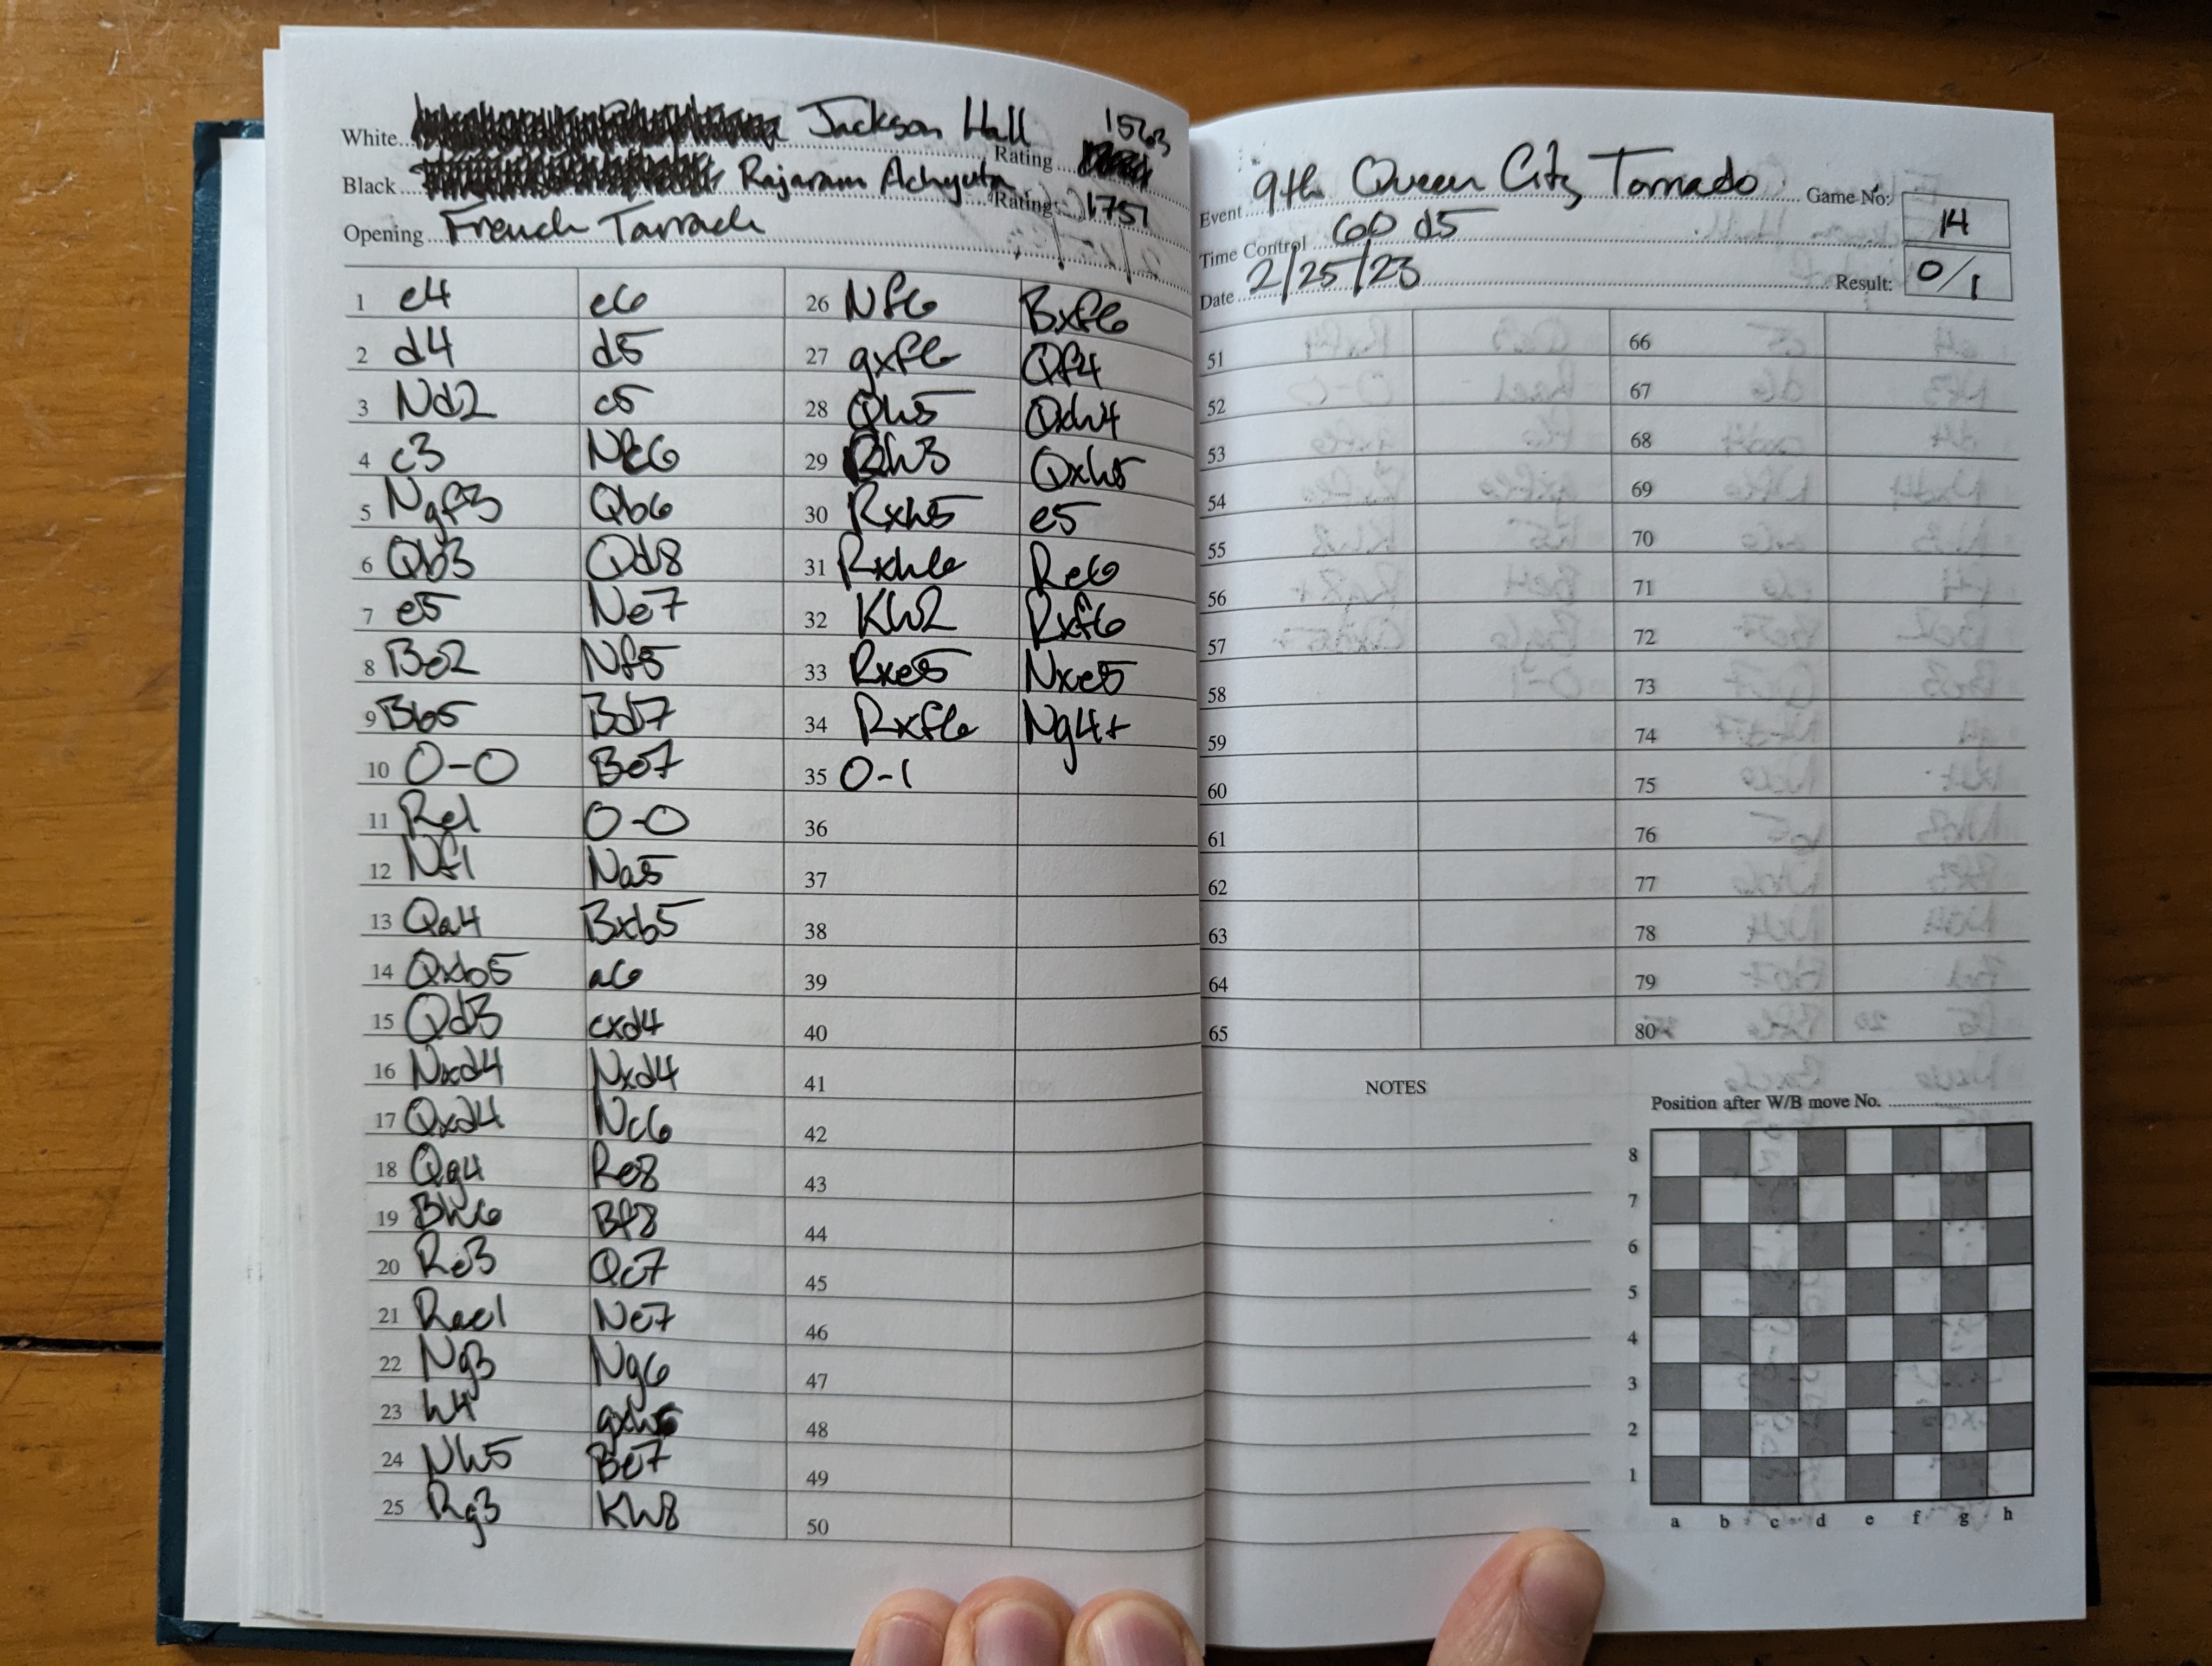 White Jackson Hall Rating 1563
Black Rajaram Achyuta Rating 1751
Opening French Tarrach
1 e4 e6
2 d4 d5
3 Nd2 c5
4 c3 Nc6
5 Ngf3 Qb6
6 Qb3 Qd8
7 e5 Ne7
8 Be2 Nf5
9 Bb5 Bd7
10 O-O Be7
11 Re1 O-O
12 Nf1 Na5
13 Qa4 Bxb5
14 Qxb5 a6
15 Qd3 cxd4
16 Nxd4 Nxd4
17 Qxd4 Nc6
18 Qg4 Re8
19 Bh6 Bf8
20 Re3 Qc7
21 Rae1 Ne7
22 Ng3 Ng6
23 h4 gxh6
24 Nh5 Be7
25 Rg3 Kh8
26 Nf6 Bxf6
27 gxf6 Qf4
28 Qh5 Qxh4
29 Rh3 Qxh5
30 Rxh5 e5
31 Rxh6 Re6
32 Kh2 Rxf6
33 Rxe5 Nxe5
34 Rxf6 Ng4+
35 0-1
36
37
38
39
40
41
42
43
44
45
46
47
48
49
50
Event 9th Queen City Tornado Game No: 14
Time Control G60 d5
Date 2/25/23 Result: 0/1
51 66
52 67
53 68
54 69
55 70
56 71
57 72
58 73
59 74
60 75
61 76
62 77
63 78
64 79
65 80
NOTES
Position after W/B move No.
8
7
6
5
4
3
2
1
a b c d e f g h